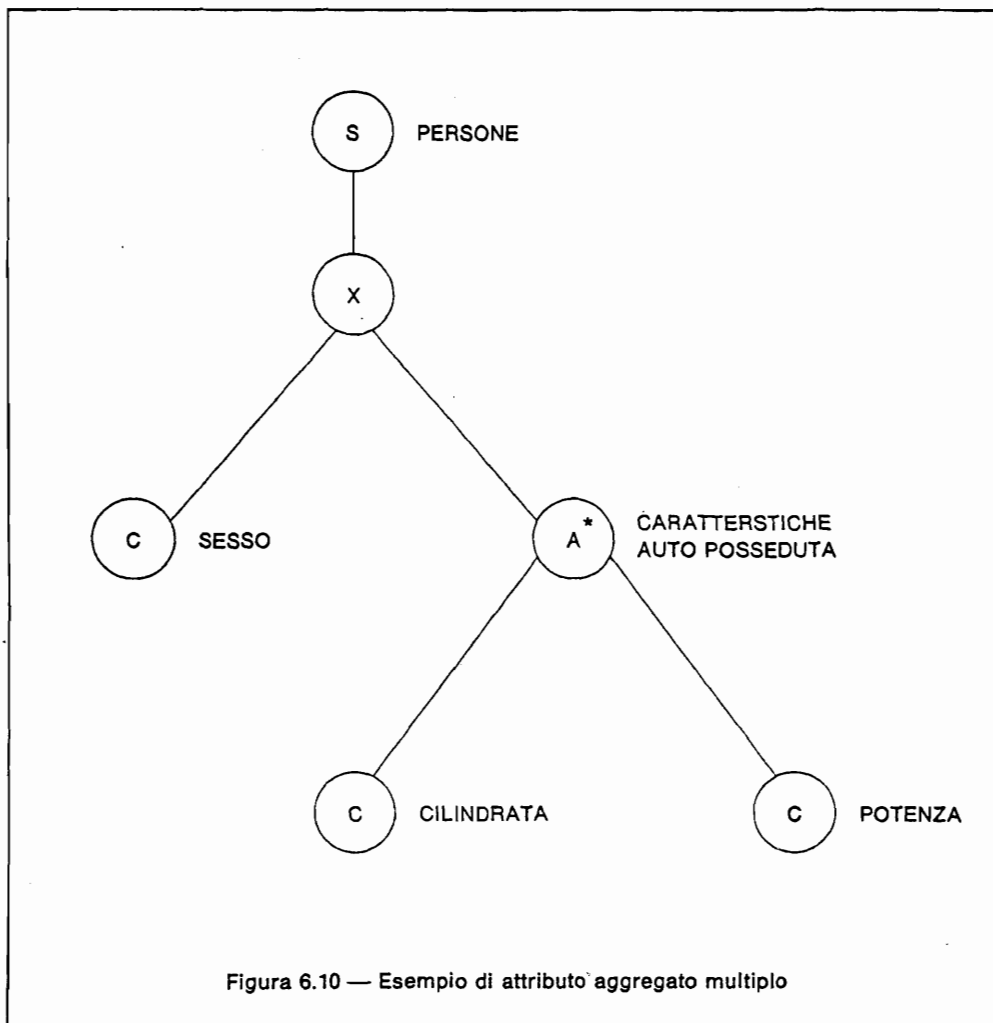 S PERSONE
X
C SESSO
A* CARATTERSTICHE
AUTO POSSEDUTA
C CILINDRATA
C POTENZA
Figura 6.10 — Esempio di attributo aggregato multiplo